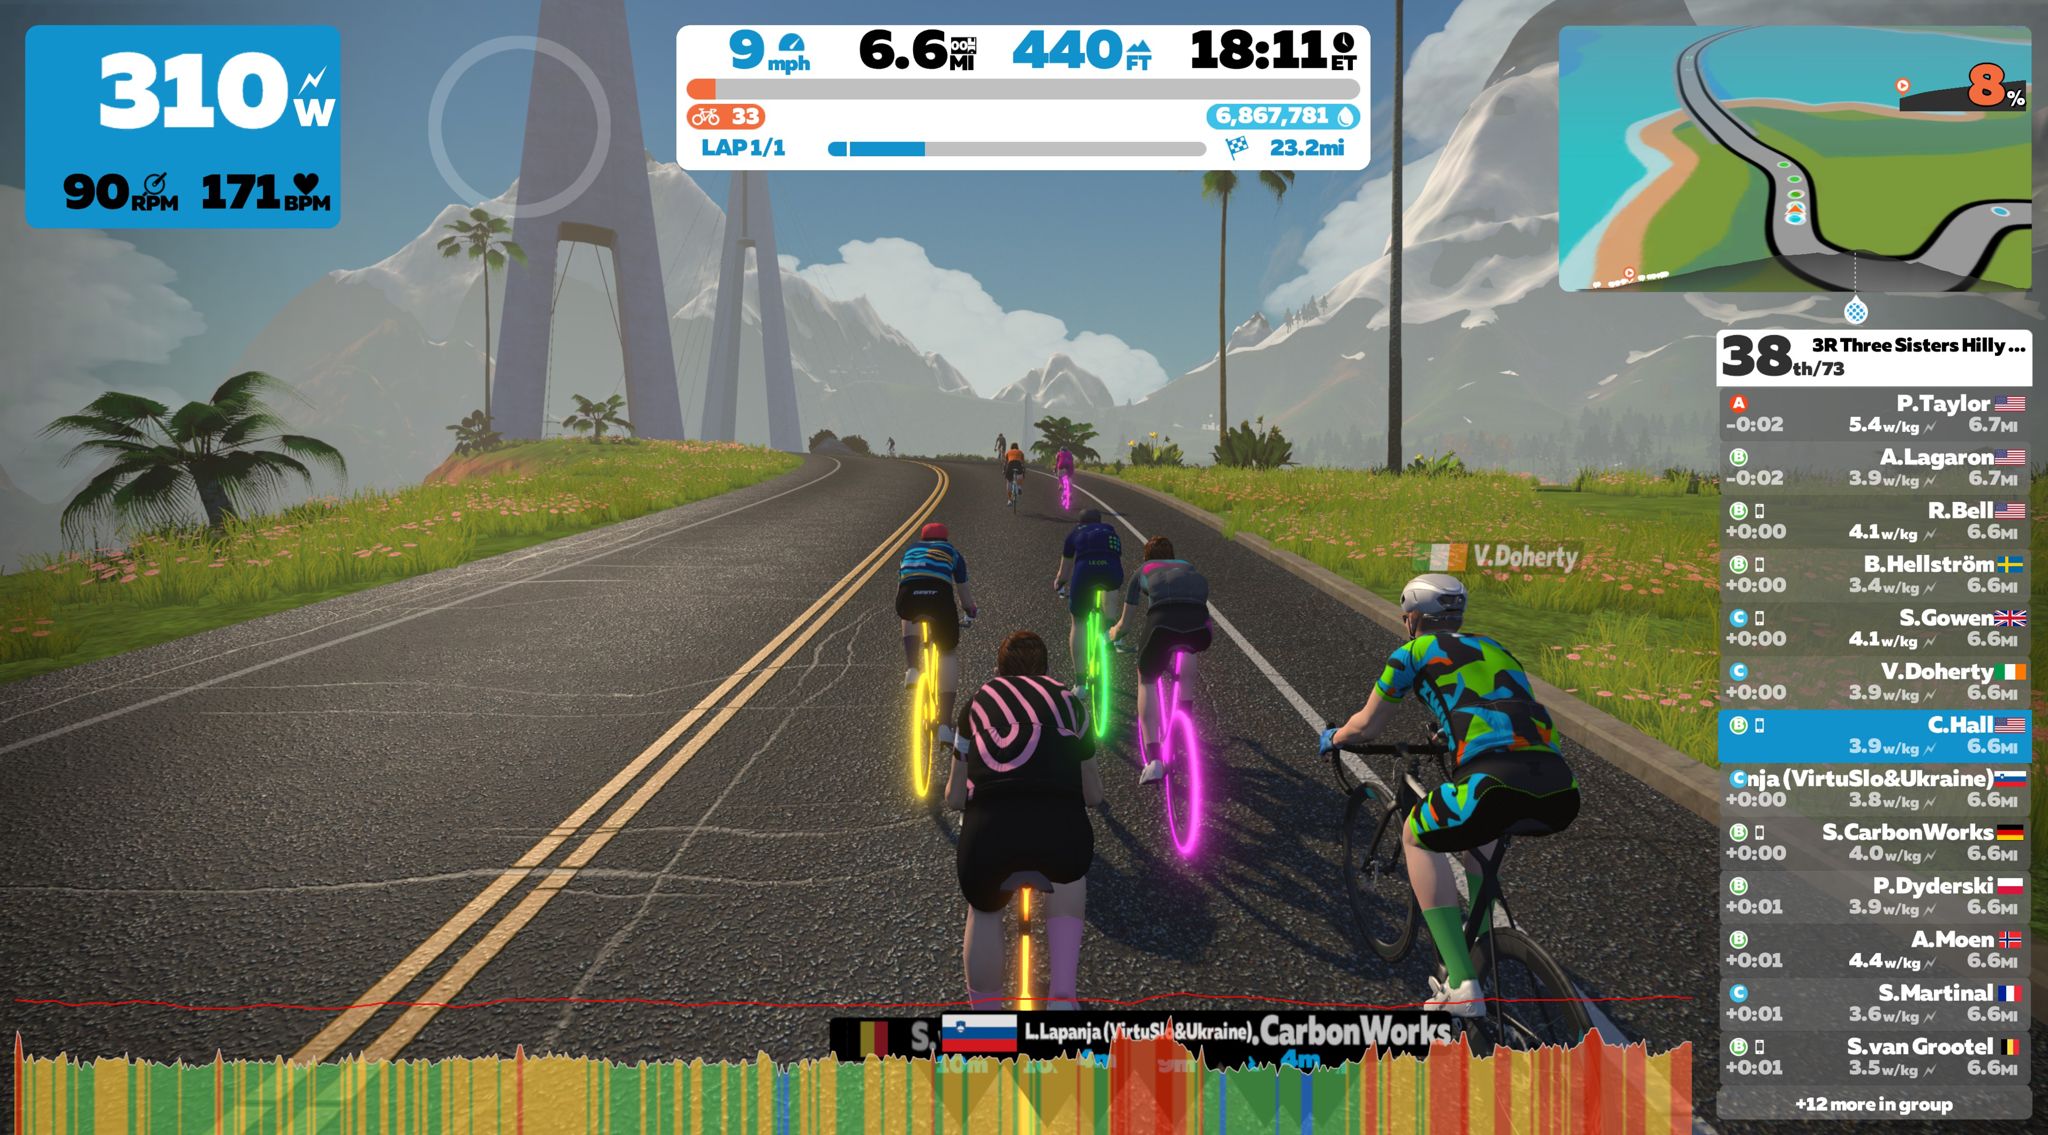 310 W
90 RPM 171 BPM
9 mph 6.6 MI 440 FT 18:11 ET
33 6,867,781
LAP 1/1 23.2mi
8%
38th/73 3R Three Sisters Hilly ...
A P.Taylor
-0:02 5.4w/kg 6.7MI
B A.Lagaron
-0:02 3.9w/kg 6.7MI
B R.Bell
+0:00 4.1w/kg 6.6MI
B B.Hellström
+0:00 3.4w/kg 6.6MI
C S.Gowen
+0:00 4.1w/kg 6.6MI
C V.Doherty
+0:00 3.9w/kg 6.6MI
B C.Hall
3.9w/kg 6.6MI
C nja (VirtuSlo&Ukraine)
+0:00 3.8w/kg 6.6MI
B S.CarbonWorks
+0:00 4.0w/kg 6.6MI
B P.Dyderski
+0:01 3.9w/kg 6.6MI
B A.Moen
+0:01 4.4w/kg 6.6MI
C S.Martinal
+0:01 3.6w/kg 6.6MI
B S.van Grootel
+0:01 3.5w/kg 6.6MI
+12 more in group
V.Doherty
LE COL
S. L.Lapanja (VirtuSlo&Ukraine) .CarbonWorks
10m 4m 9m 4m